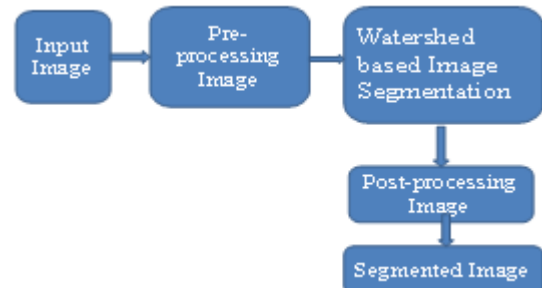 Input
Image
Pre-
processing
Image
Watershed
based Image
Segmentation
Post-processing
Image
Segmented Image